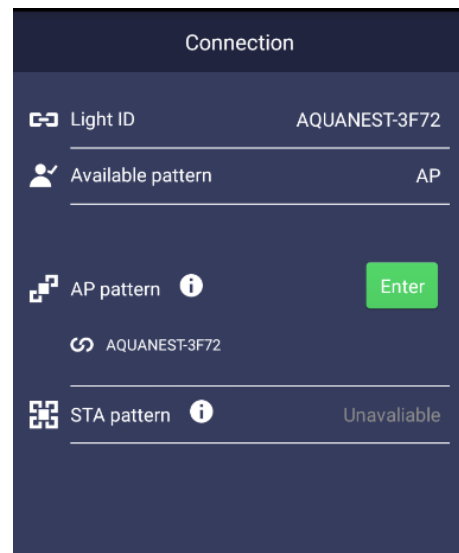 Connection
Light ID AQUANEST-3F72
Available pattern AP
AP pattern Enter
AQUANEST-3F72
STA pattern Unavaliable